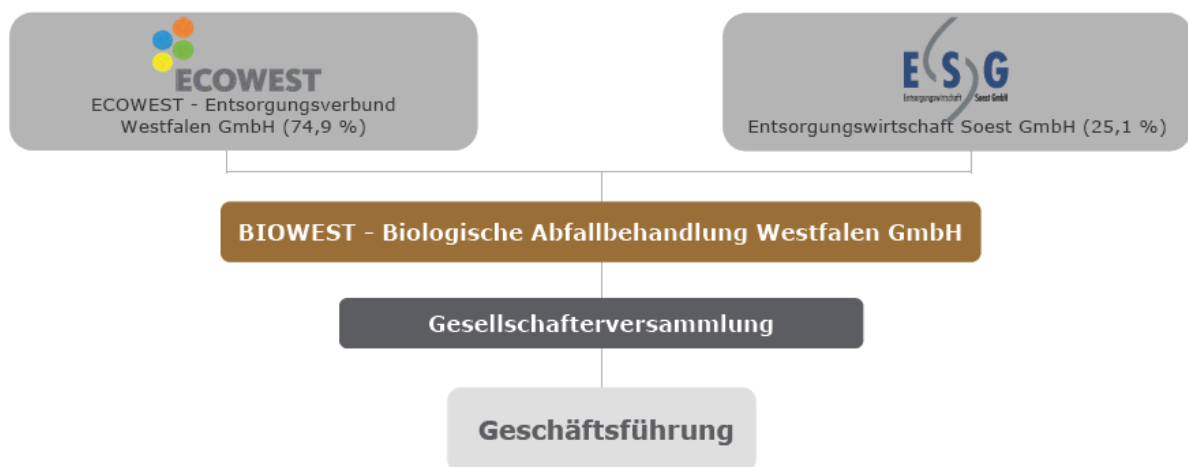 ECOWEST
ECOWEST - Entsorgungsverbund
Westfalen GmbH (74,9 %)
ESG
Entsorgungswirtschaft Soest GmbH
Entsorgungswirtschaft Soest GmbH (25,1 %)
BIOWEST - Biologische Abfallbehandlung Westfalen GmbH
Gesellschafterversammlung
Geschäftsführung